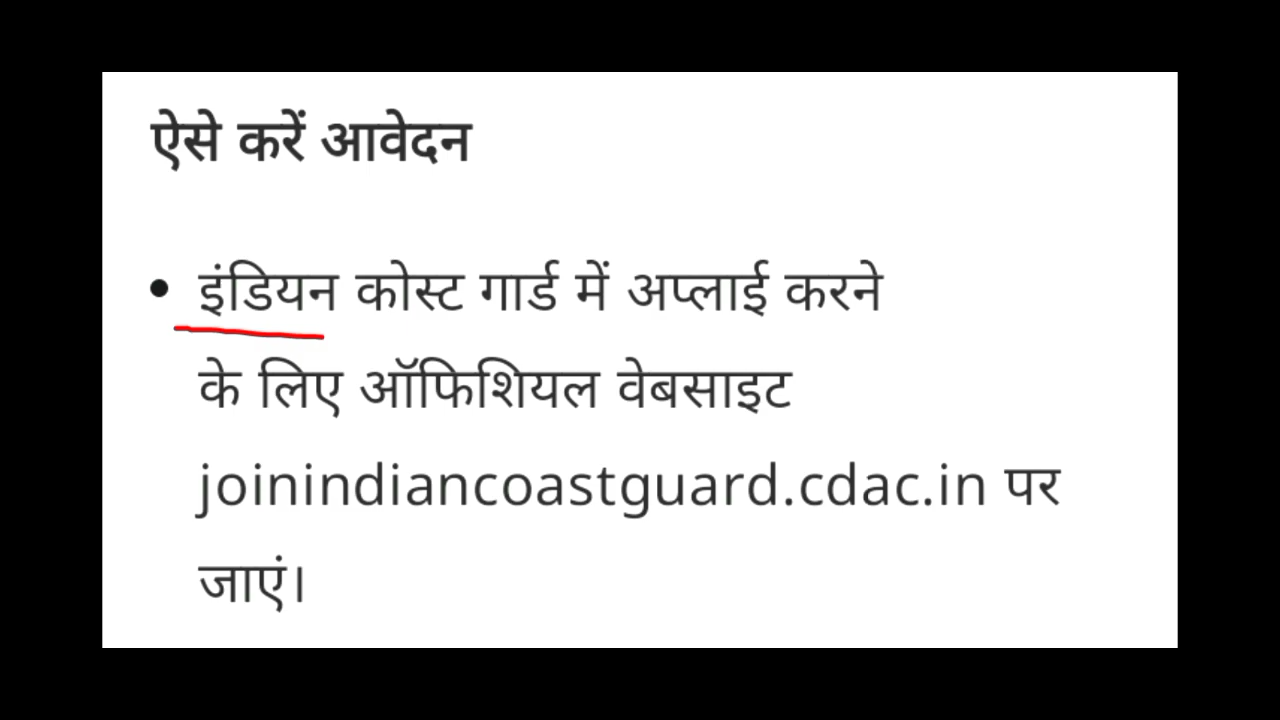 ऐसे करें आवेदन
• इंडियन कोस्ट गार्ड में अप्लाई करने
के लिए ऑफिशियल वेबसाइट
joinindiancoastguard.cdac.in पर
जाएं।